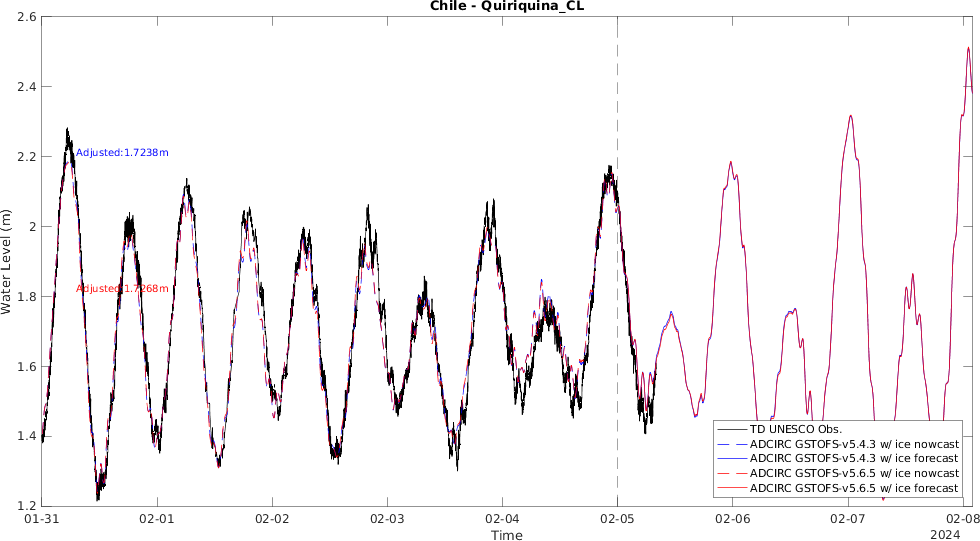 Chile - Quiriquina_CL
2.6
2.4
2.2
2
1.8
1.6
1.4
1.2
Water Level (m)
Adjusted:1.7238m
Adjusted:1.7268m
TD UNESCO Obs.
ADCIRC GSTOFS-v5.4.3 w/ ice nowcast
ADCIRC GSTOFS-v5.4.3 w/ ice forecast
ADCIRC GSTOFS-v5.6.5 w/ ice nowcast
ADCIRC GSTOFS-v5.6.5 w/ ice forecast
01-31 02-01 02-02 02-03 02-04 02-05 02-06 02-07 02-08
Time
2024